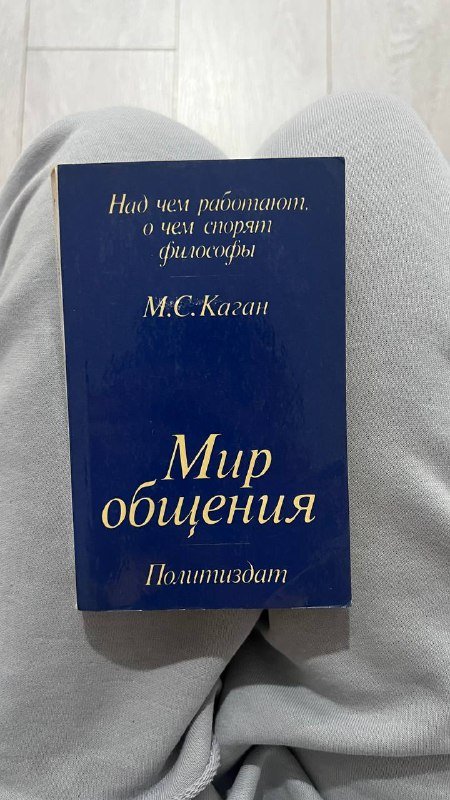 Над чем работают,
о чем спорят
философы
М.С.Каган
Мир
общения
Политиздат